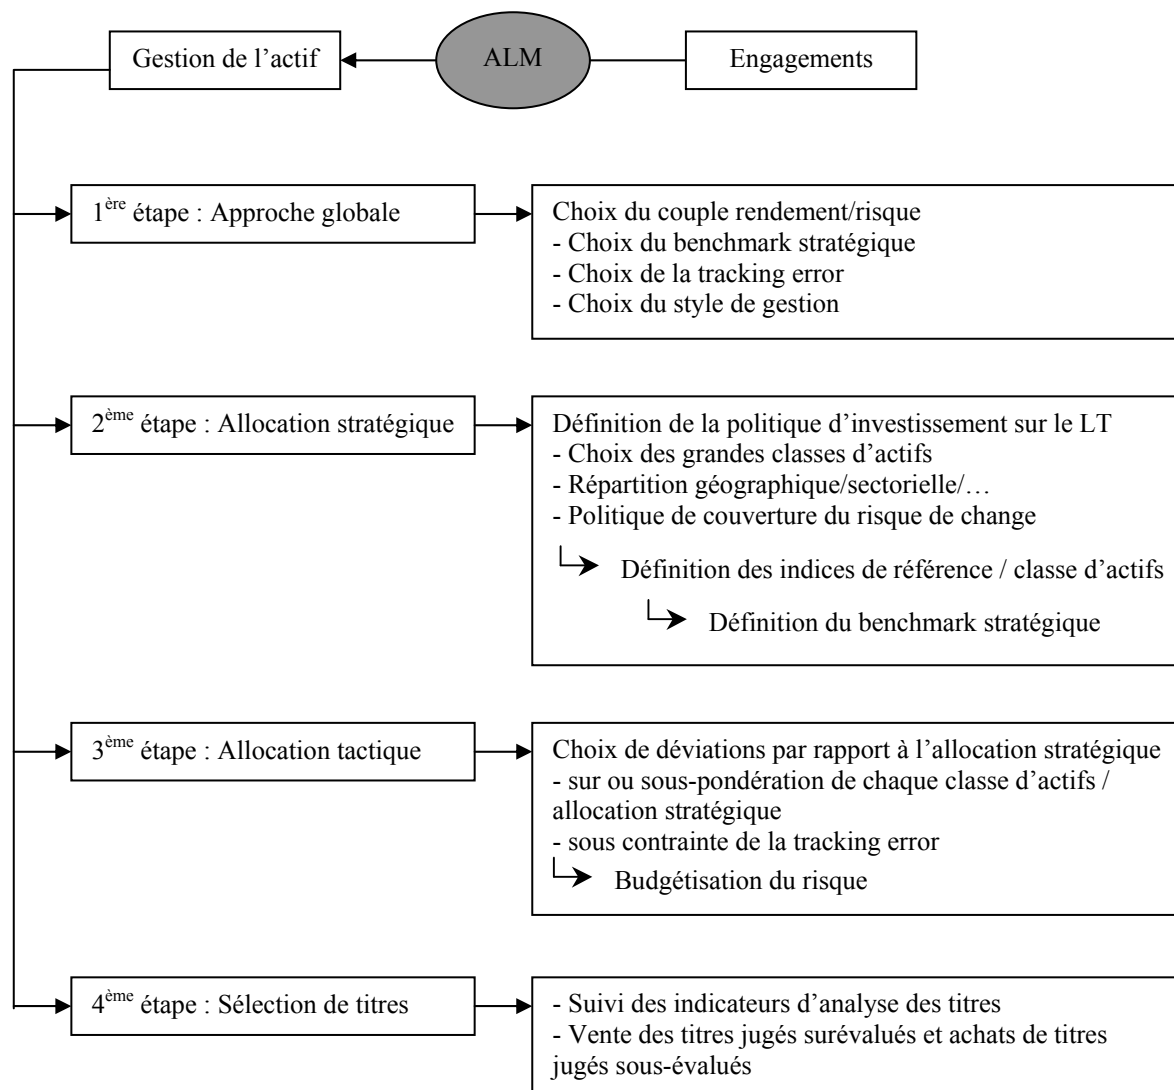 Gestion de l’actif
ALM
Engagements
1ère étape : Approche globale
Choix du couple rendement/risque
- Choix du benchmark stratégique
- Choix de la tracking error
- Choix du style de gestion
2ème étape : Allocation stratégique
Définition de la politique d’investissement sur le LT
- Choix des grandes classes d’actifs
- Répartition géographique/sectorielle/…
- Politique de couverture du risque de change
Définition des indices de référence / classe d’actifs
Définition du benchmark stratégique
3ème étape : Allocation tactique
Choix de déviations par rapport à l’allocation stratégique
- sur ou sous-pondération de chaque classe d’actifs /
allocation stratégique
- sous contrainte de la tracking error
Budgétisation du risque
4ème étape : Sélection de titres
- Suivi des indicateurs d’analyse des titres
- Vente des titres jugés surévalués et achats de titres
jugés sous-évalués